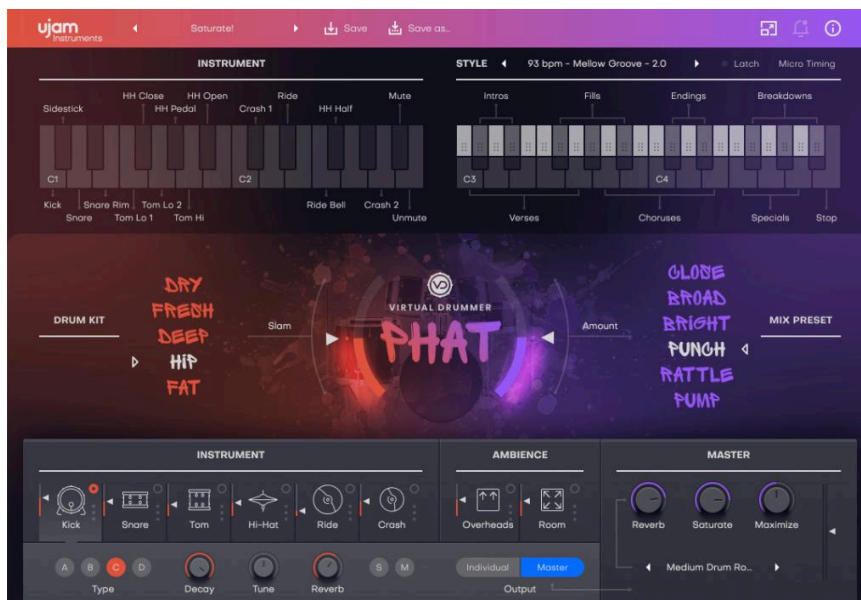 ujam
Instruments
Saturate!
Save
Save as..
INSTRUMENT
STYLE
93 bpm - Mellow Groove - 2.0
Latch
Micro Timing
HH Close
HH Open
Ride
Mute
Sidestick
HH Pedal
Crash 1
HH Half
Intros
Fills
Endings
Breakdowns
C1
C2
C3
C4
Kick
Snare Rim
Tom Lo 2
Ride Bell
Crash 2
Snare
Tom Lo 1
Tom Hi
Unmute
Verses
Choruses
Specials
Stop
DRUM KIT
DRY
FRESH
DEEP
HIP
FAT
Slam
VD
VIRTUAL DRUMMER
PHAT
Amount
CLOSE
BROAD
BRIGHT
PUNCH
RATTLE
PUMP
MIX PRESET
INSTRUMENT
AMBIENCE
MASTER
Kick
Snare
Tom
Hi-Hat
Ride
Crash
Overheads
Room
Reverb
Saturate
Maximize
A
B
C
D
S
M
Individual
Master
Medium Drum Ro...
Type
Decay
Tune
Reverb
Output